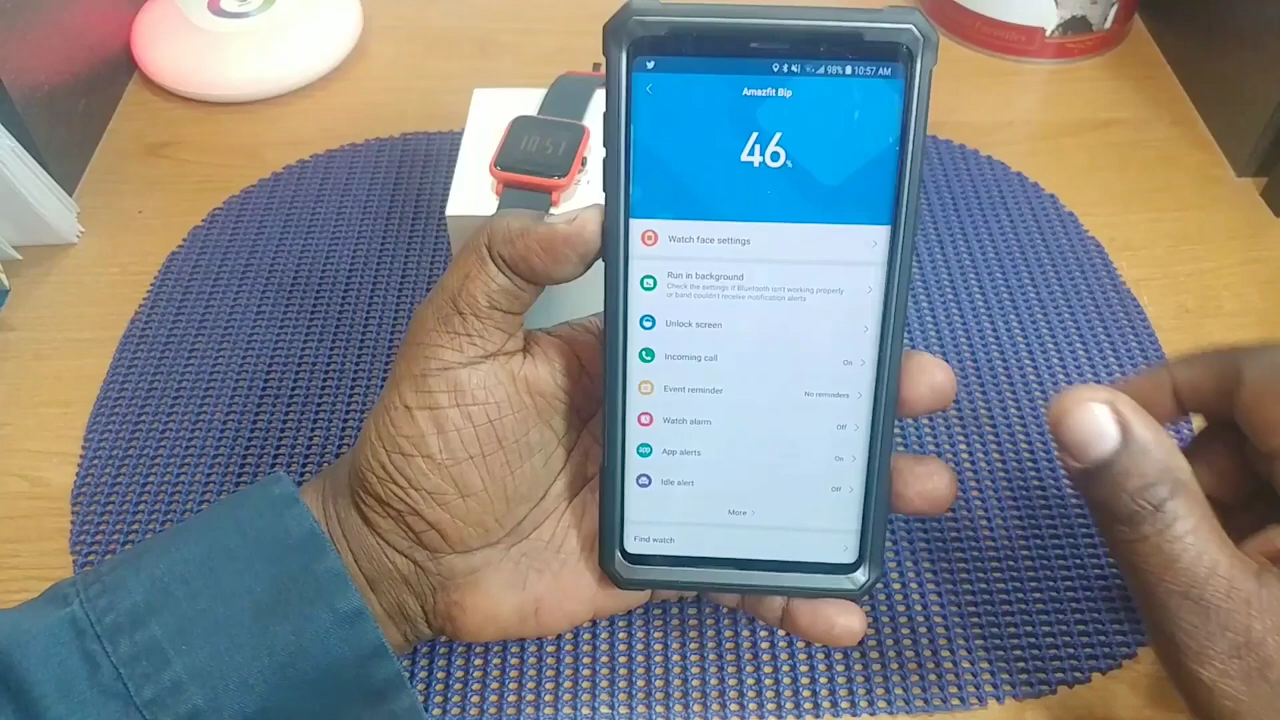 98% 10:57 AM
Amazfit Bip
46%
Watch face settings
Run in background
Check the settings if Bluetooth isn't working properly
or band couldn't receive notification alerts
Unlock screen
Incoming call On
Event reminder No reminders
Watch alarm Off
app App alerts On
Idle alert Off
More
Find watch
10:57